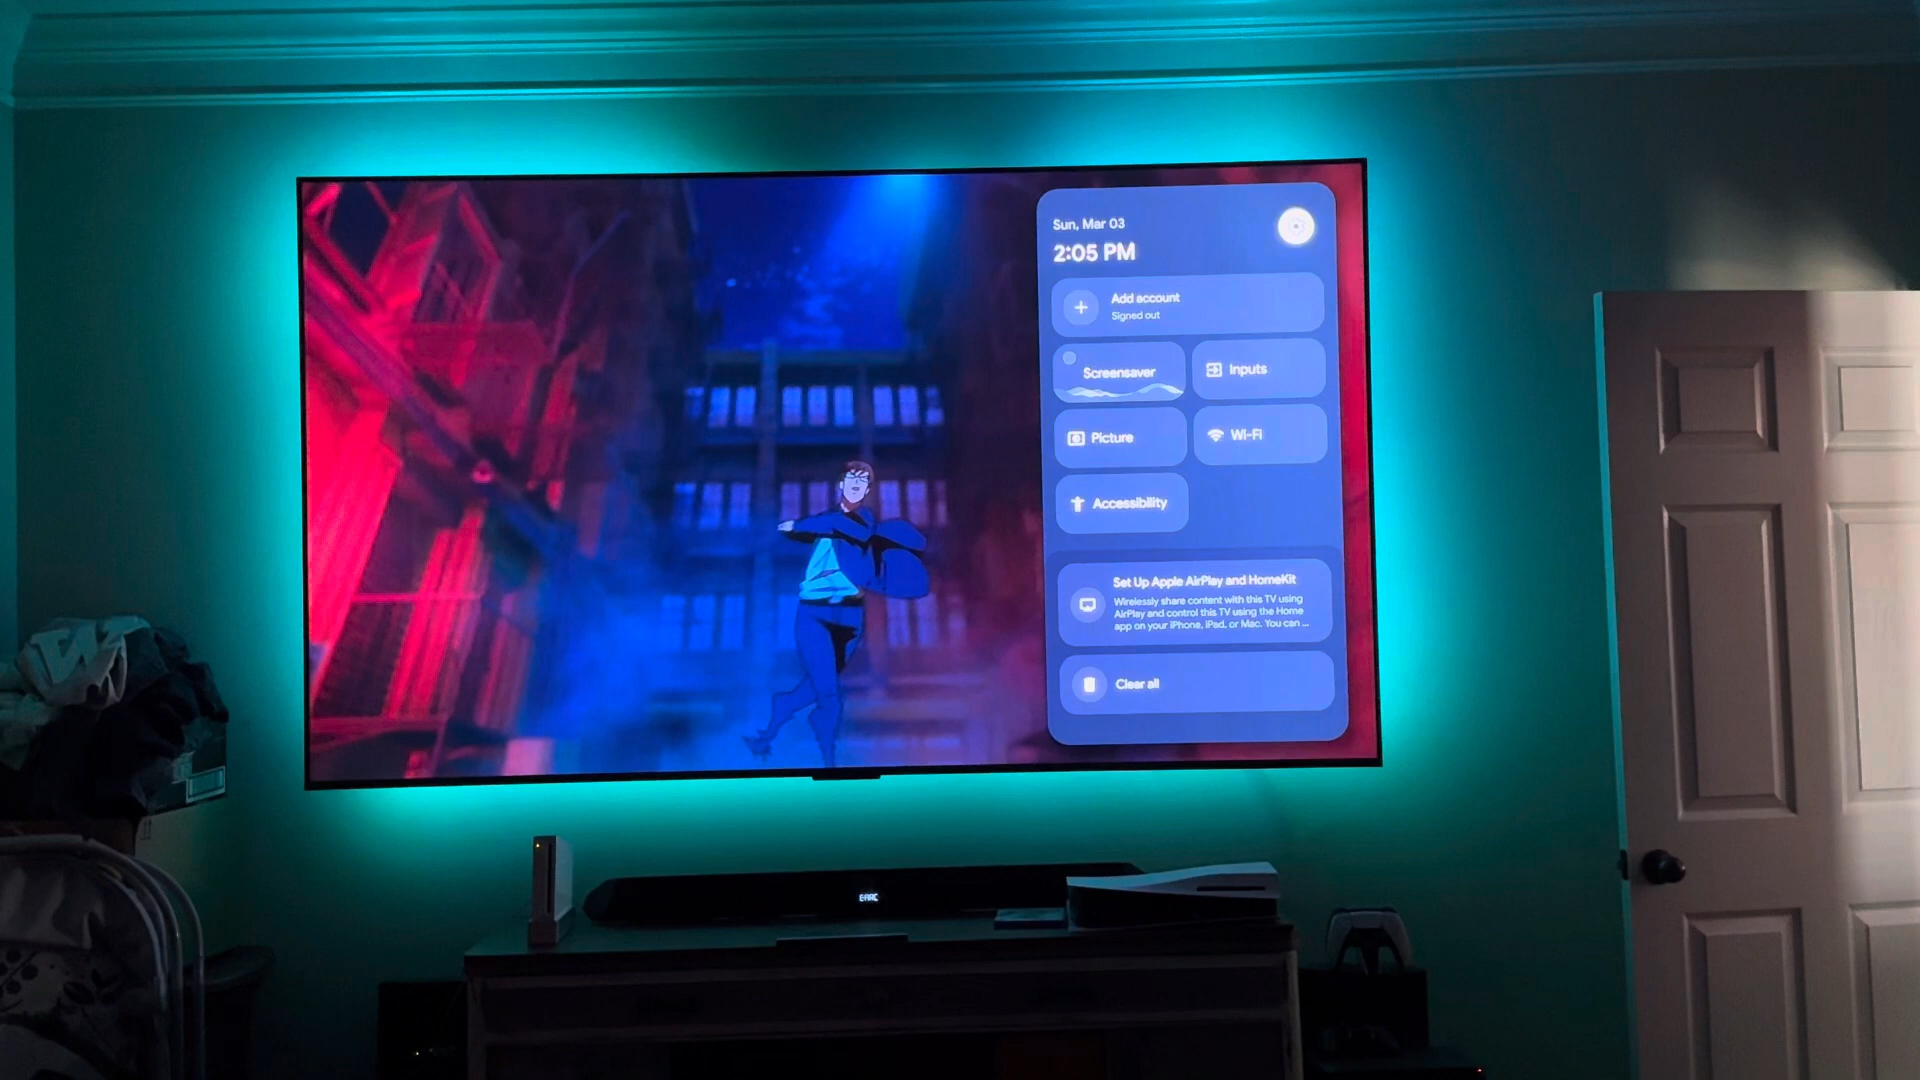 Sun, Mar 03
2:05 PM
Add account
Signed out
Screensaver
Inputs
Picture
Wi-Fi
Accessibility
Set Up Apple AirPlay and HomeKit
Wirelessly share content with this TV using
AirPlay and control this TV using the Home
app on your iPhone, iPad, or Mac. You can ...
Clear all
W
EARC